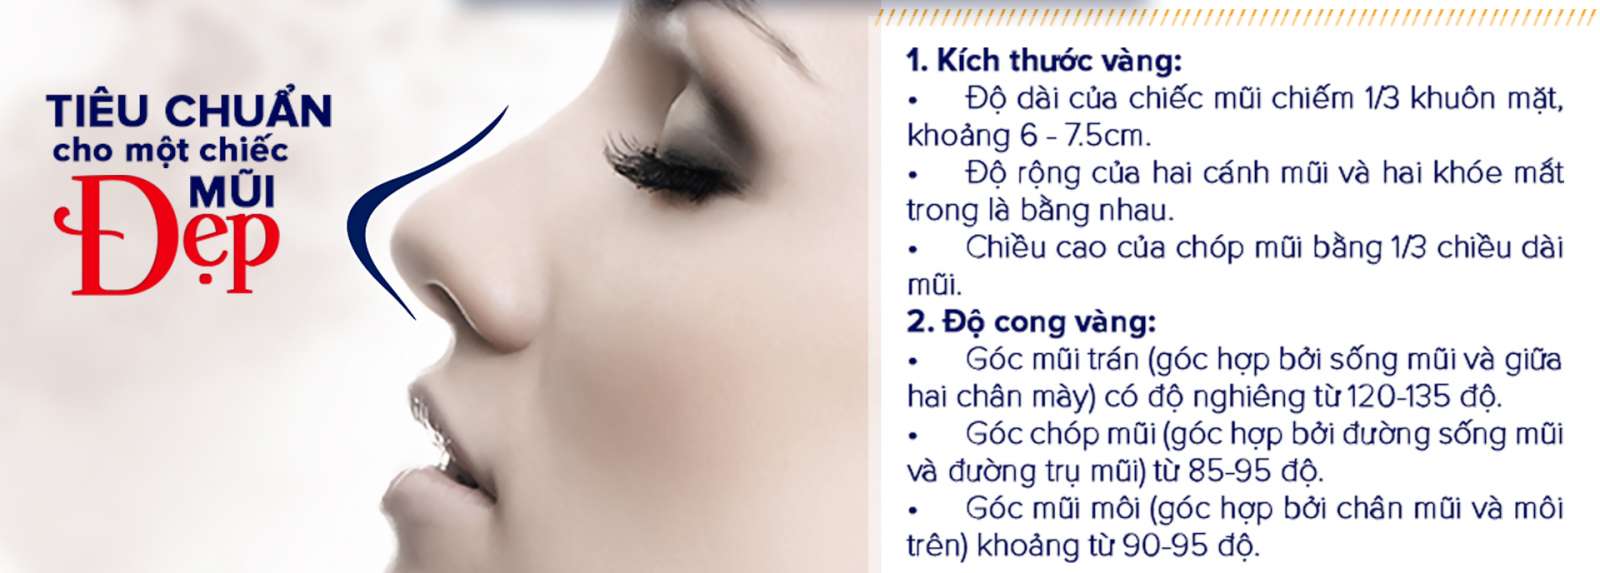 TIÊU CHUẨN
cho một chiếc
MŨI
Đẹp
1. Kích thước vàng:
• Độ dài của chiếc mũi chiếm 1/3 khuôn mặt,
khoảng 6 - 7.5cm.
• Độ rộng của hai cánh mũi và hai khóe mắt
trong là bằng nhau.
• Chiều cao của chóp mũi bằng 1/3 chiều dài
mũi.
2. Độ cong vàng:
• Góc mũi trán (góc hợp bởi sống mũi và giữa
hai chân mày) có độ nghiêng từ 120-135 độ.
• Góc chóp mũi (góc hợp bởi đường sống mũi
và đường trụ mũi) từ 85-95 độ.
• Góc mũi môi (góc hợp bởi chân mũi và môi
trên) khoảng từ 90-95 độ.